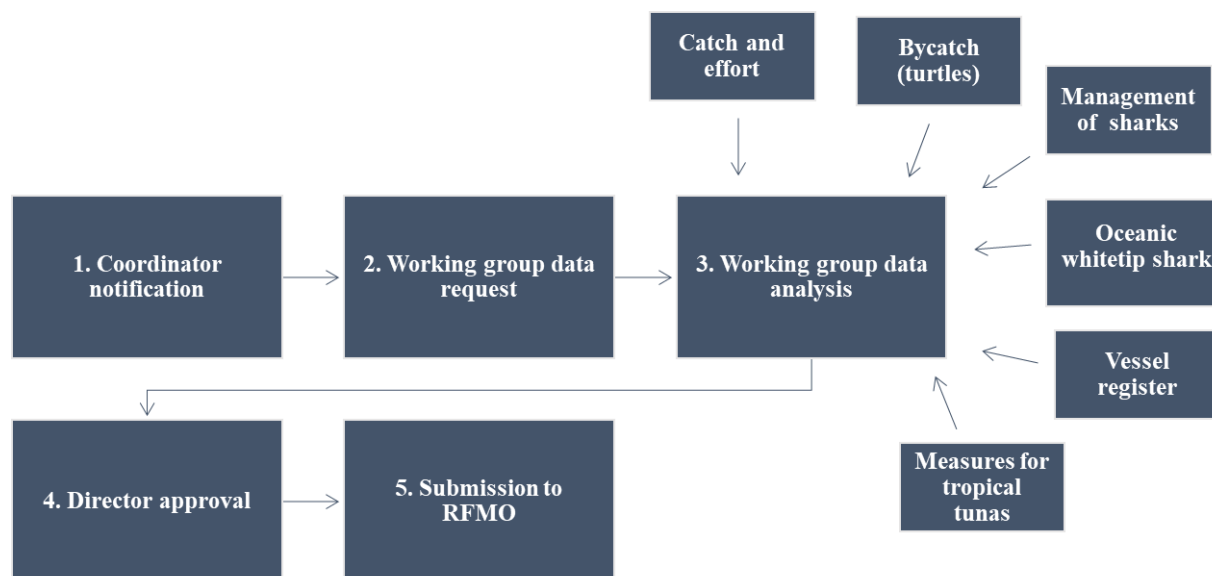 Catch and
effort
Bycatch
(turtles)
Management
of sharks
1. Coordinator
notification
2. Working group data
request
3. Working group data
analysis
Oceanic
whitetip shark
Vessel
register
4. Director approval
5. Submission to
RFMO
Measures for
tropical
tunas